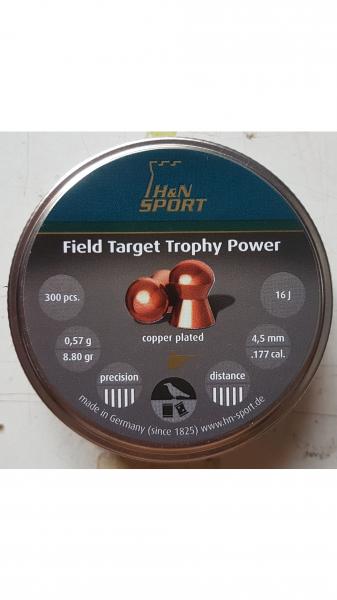 H&N
SPORT
Field Target Trophy Power
300 pcs.
16 J
copper plated
0,57 g
8.80 gr
4,5 mm
.177 cal.
precision
distance
made in Germany (since 1825) www.hn-sport.de